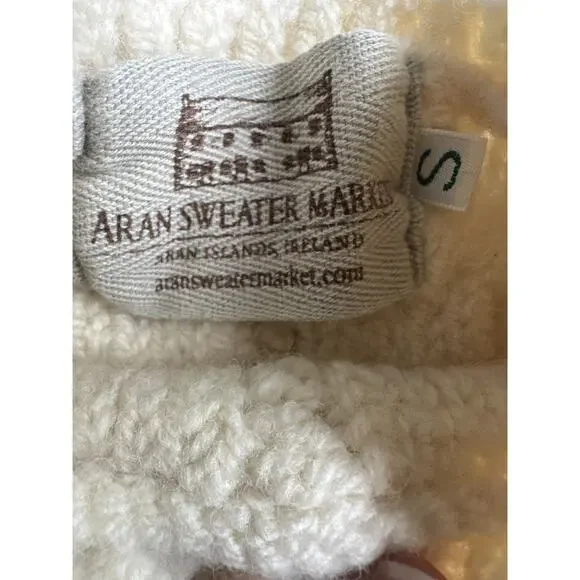 ARAN SWEATER MARKET
ARAN ISLANDS, IRELAND
aransweatermarket.com
S